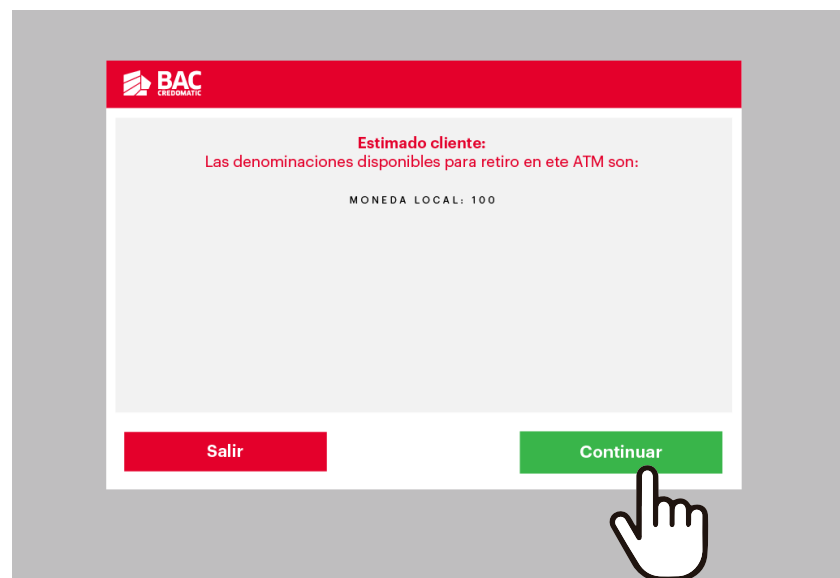 BAC
CREDOMATIC
Estimado cliente:
Las denominaciones disponibles para retiro en ete ATM son:
MONEDA LOCAL: 100
Salir
Continuar